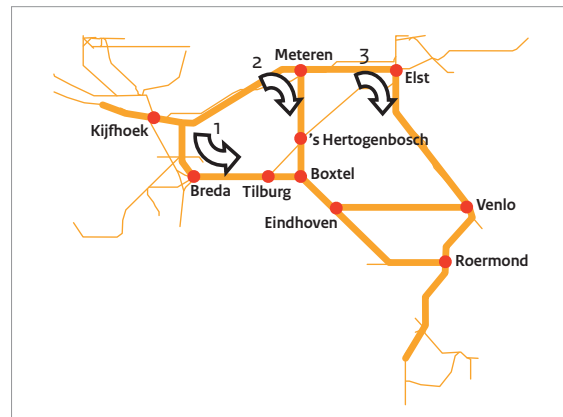 Meteren
2
3
Elst
Kijfhoek
1
's Hertogenbosch
Breda
Tilburg
Boxtel
Eindhoven
Venlo
Roermond